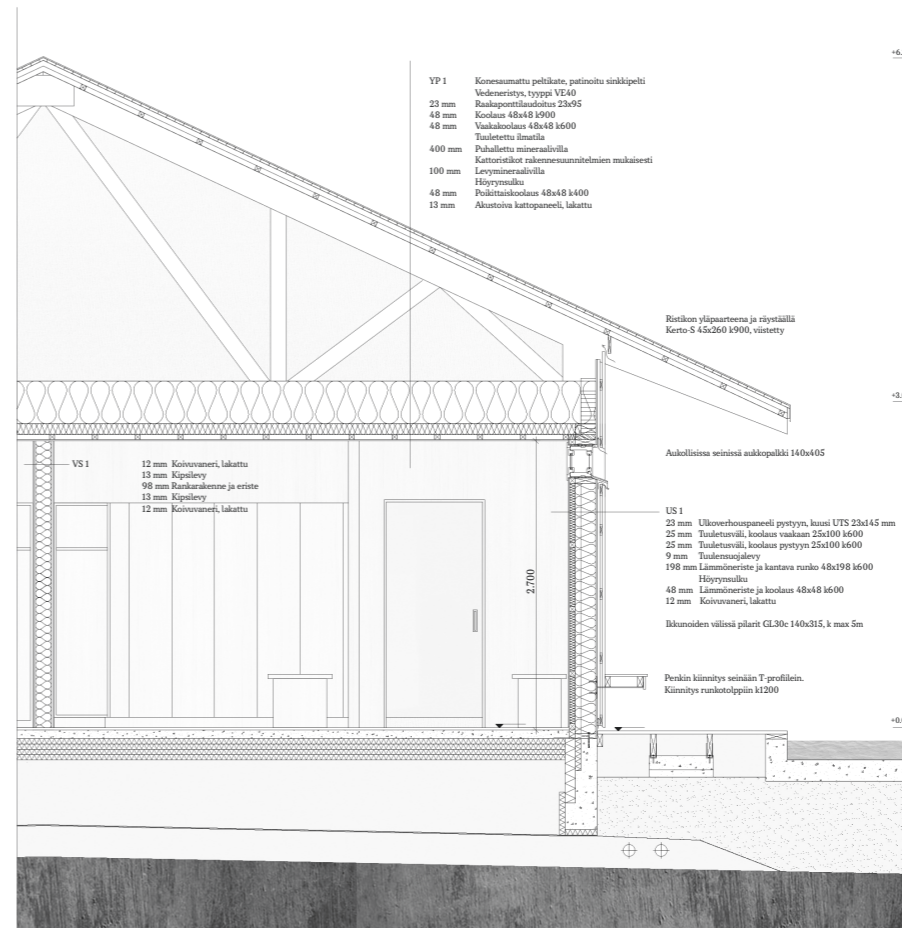 +6.
YP 1 Konesaumattu peltikate, patinoitu sinkkipelti
Vedeneristys, tyyppi VE40
23 mm Raakaponttilaudoitus 23x95
48 mm Koolaus 48x48 k900
48 mm Vaakakoolaus 48x48 k600
Tuuletettu ilmatila
400 mm Puhallettu mineraalivilla
Kattoristikot rakennesuunnitelmien mukaisesti
100 mm Levymineraalivilla
Höyrynsulku
48 mm Poikittaiskoolaus 48x48 k400
13 mm Akustoiva kattopaneeli, lakattu
Ristikon yläpaarteena ja räystäällä
Kerto-S 45x260 k900, viistetty
+3.
Aukollisissa seinissä aukkopalkki 140x405
VS 1 12 mm Koivuvaneri, lakattu
13 mm Kipsilevy
98 mm Rankarakenne ja eriste
13 mm Kipsilevy
12 mm Koivuvaneri, lakattu
US 1
23 mm Ulkoverhouspaneeli pystyyn, kuusi UTS 23x145 mm
25 mm Tuuletusväli, koolaus vaakaan 25x100 k600
25 mm Tuuletusväli, koolaus pystyyn 25x100 k600
9 mm Tuulensuojalevy
198 mm Lämmöneriste ja kantava runko 48x198 k600
Höyrynsulku
48 mm Lämmöneriste ja koolaus 48x48 k600
12 mm Koivuvaneri, lakattu
Ikkunoiden välissä pilarit GL30c 140x315, k max 5m
2.700
Penkin kiinnitys seinään T-profiilein.
Kiinnitys runkotolppiin k1200
+0.